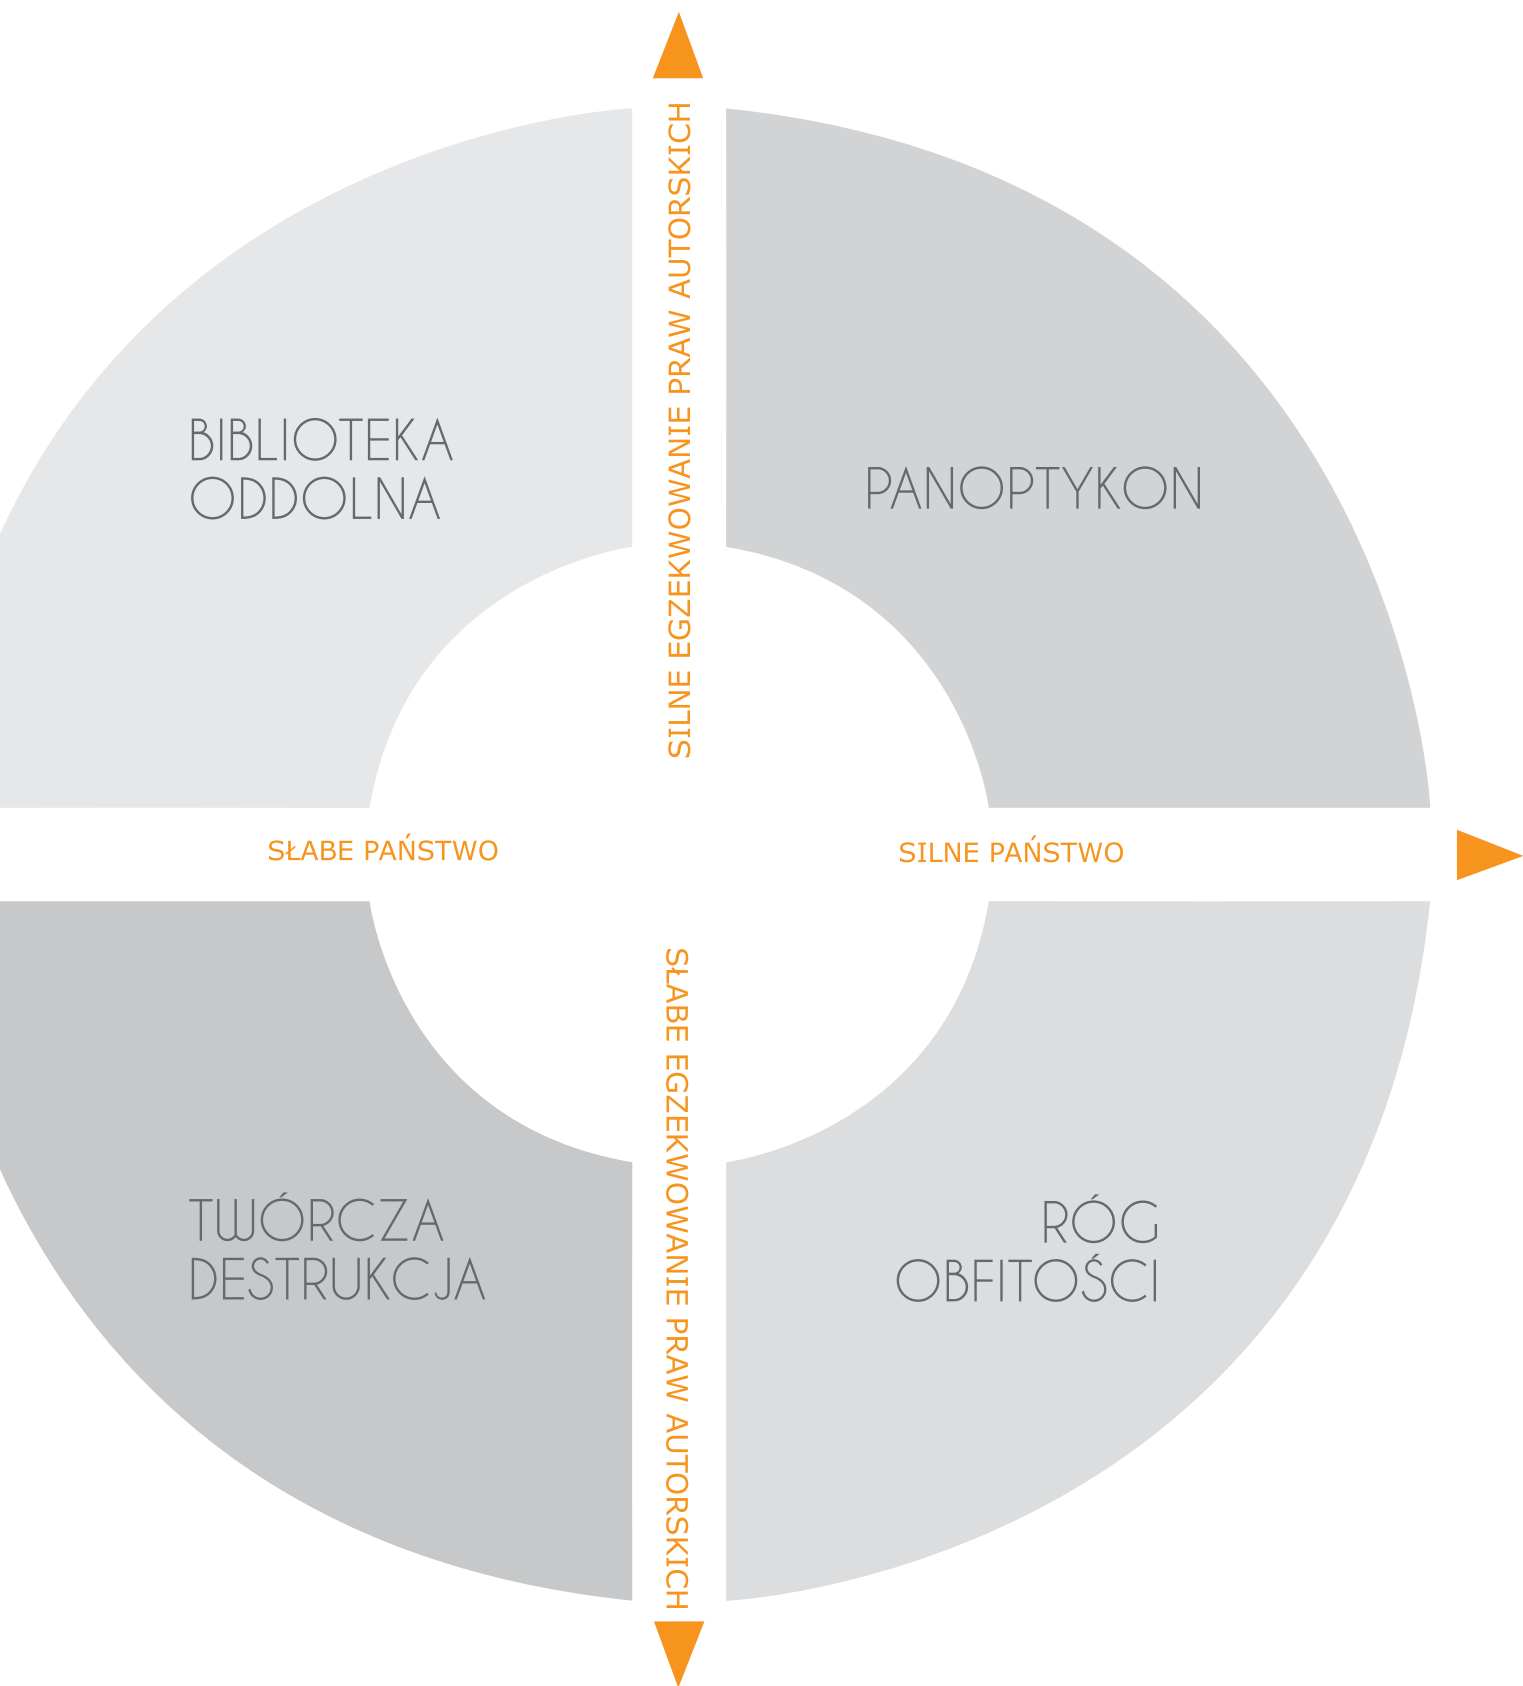 SILNE EGZEKWOWANIE PRAW AUTORSKICH
BIBLIOTEKA
ODDOLNA
PANOPTYKON
SŁABE PAŃSTWO
SILNE PAŃSTWO
SŁABE EGZEKWOWANIE PRAW AUTORSKICH
TWÓRCZA
DESTRUKCJA
RÓG
OBFITOŚCI